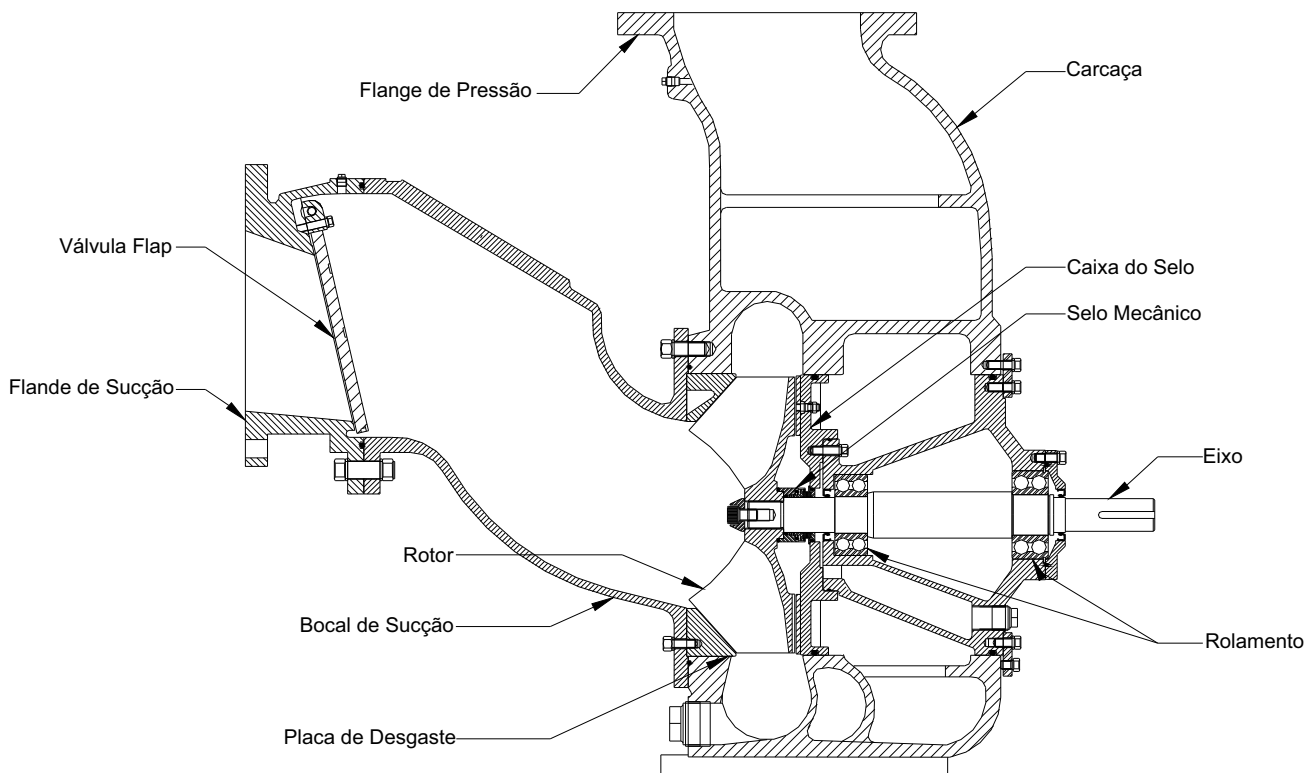 Flange de Pressão
Carcaça
Válvula Flap
Caixa do Selo
Selo Mecânico
Flande de Sucção
Eixo
Rotor
Bocal de Sucção
Rolamento
Placa de Desgaste